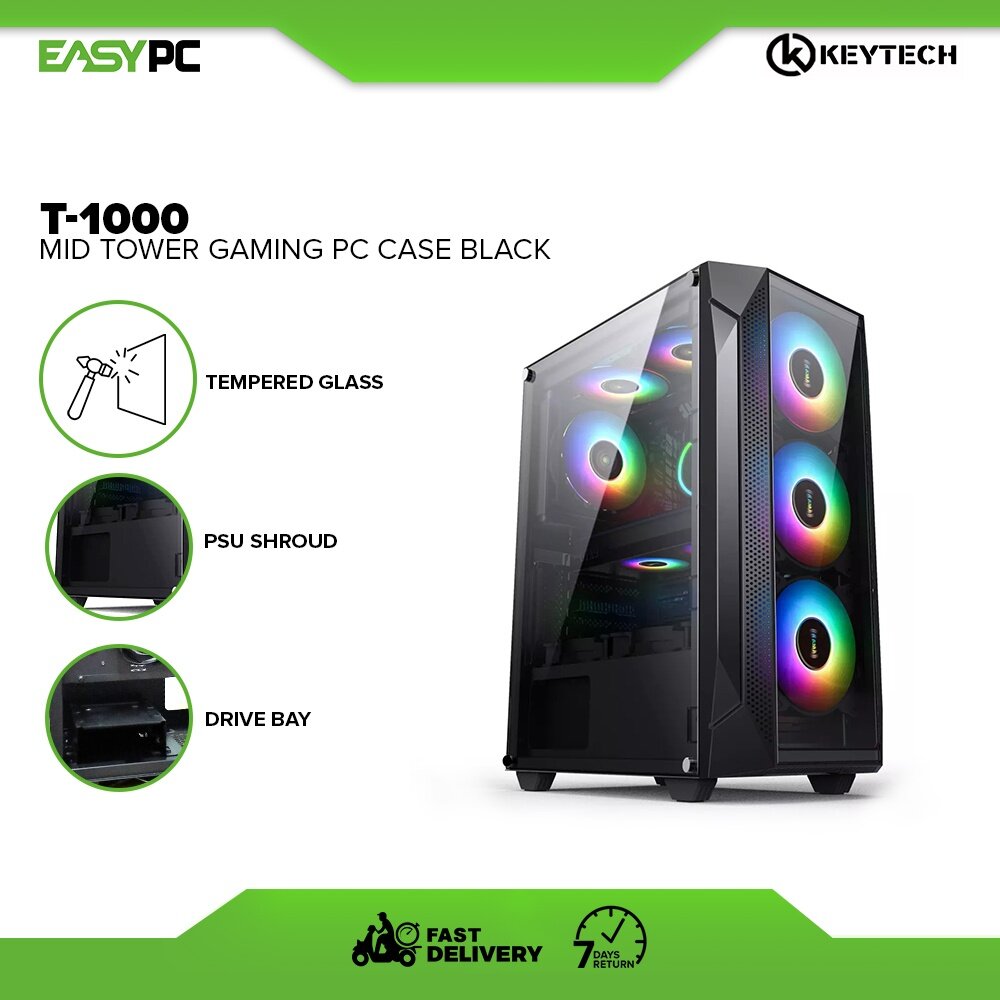 EASYPC
KEYTECH
T-1000
MID TOWER GAMING PC CASE BLACK
TEMPERED GLASS
PSU SHROUD
DRIVE BAY
FAST
DELIVERY
7 DAYS
RETURN